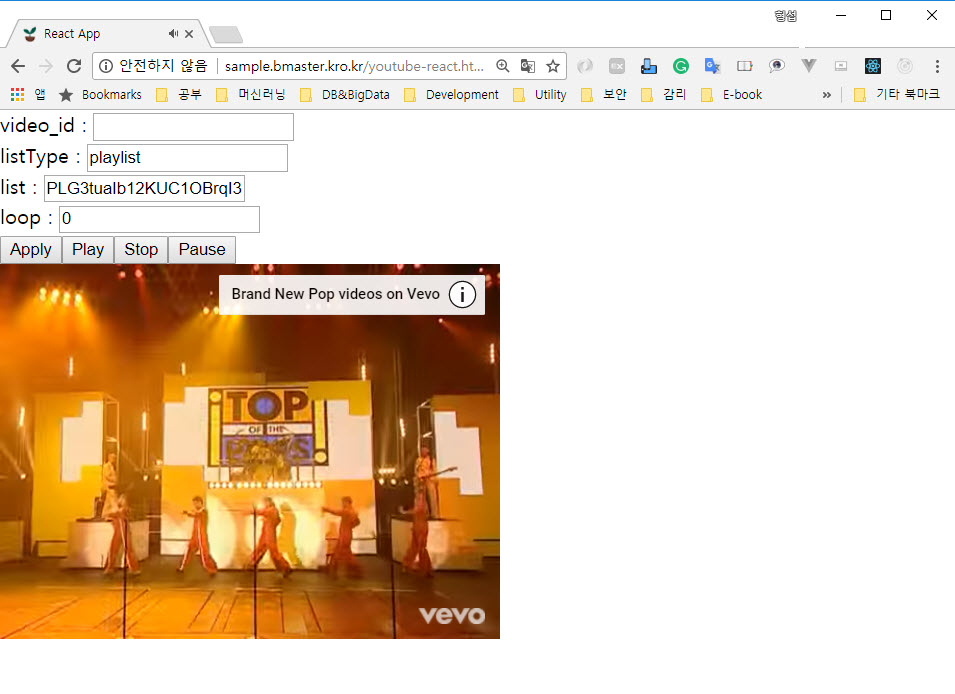 형섭
React App
안전하지 않음 sample.bmaster.kro.kr/youtube-react.ht...
앱 Bookmarks 공부 머신러닝 DB&BigData Development Utility 보안 감리 E-book » 기타 북마크
video_id :
listType : playlist
list : PLG3tuaIb12KUC1OBrqI3
loop : 0
Apply Play Stop Pause
Brand New Pop videos on Vevo
TOP
OF THE
vevo